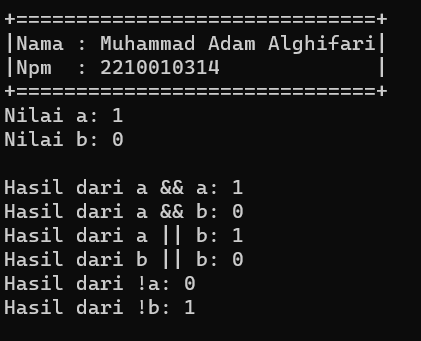 +==============================+
|Nama : Muhammad Adam Alghifari|
|Npm  : 2210010314             |
+==============================+
Nilai a: 1
Nilai b: 0

Hasil dari a && a: 1
Hasil dari a && b: 0
Hasil dari a || b: 1
Hasil dari b || b: 0
Hasil dari !a: 0
Hasil dari !b: 1